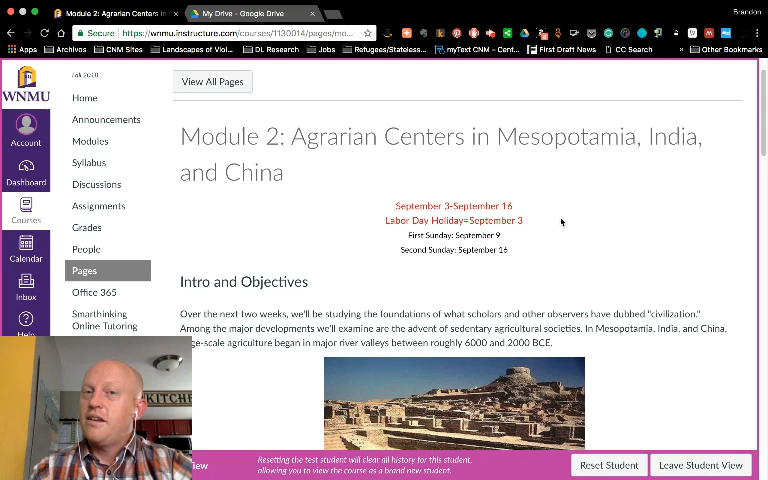 Module 2: Agrarian Centers in
My Drive - Google Drive
Brandon
Secure https://wnmu.instructure.com/courses/1130014/pages/mo...
Apps Archivos CNM Sites Landscapes of Viol... DL Research Jobs Refugees/Stateless... myText CNM - Cent... First Draft News CC Search » Other Bookmarks
WNMU
Account
Dashboard
Courses
Calendar
Inbox
Help
Fall 2018
Home
Announcements
Modules
Syllabus
Discussions
Assignments
Grades
People
Pages
Office 365
Smarthinking
Online Tutoring
View All Pages
Module 2: Agrarian Centers in Mesopotamia, India,
and China
September 3-September 16
Labor Day Holiday=September 3
First Sunday: September 9
Second Sunday: September 16
Intro and Objectives
Over the next two weeks, we'll be studying the foundations of what scholars and other observers have dubbed "civilization."
Among the major developments we'll examine are the advent of sedentary agricultural societies. In Mesopotamia, India, and China,
ge-scale agriculture began in major river valleys between roughly 6000 and 2000 BCE.
KITCHE
iew
Resetting the test student will clear all history for this student,
allowing you to view the course as a brand new student.
Reset Student
Leave Student View